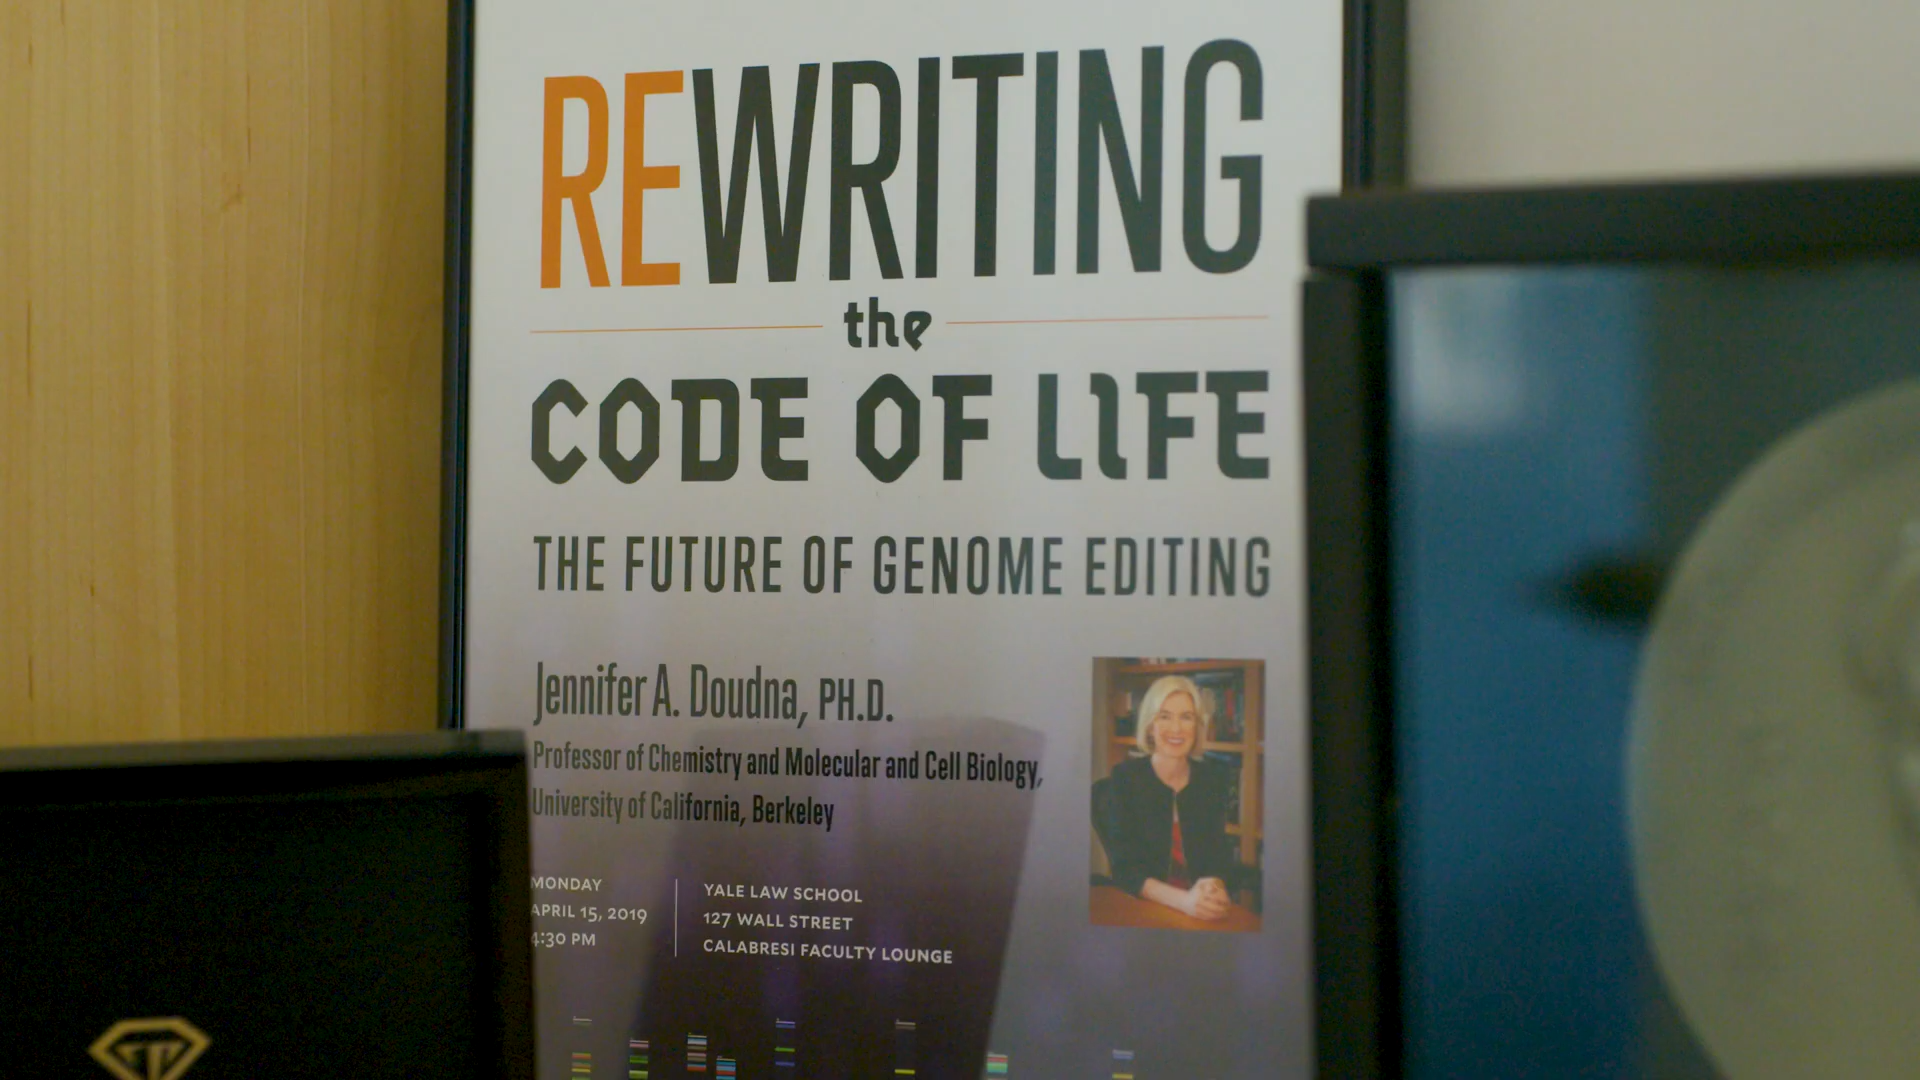 REWRITING
the
CODE OF LIFE
THE FUTURE OF GENOME EDITING
Jennifer A. Doudna, PH.D.
Professor of Chemistry and Molecular and Cell Biology,
University of California, Berkeley
MONDAY
APRIL 15, 2019
4:30 PM
YALE LAW SCHOOL
127 WALL STREET
CALABRESI FACULTY LOUNGE